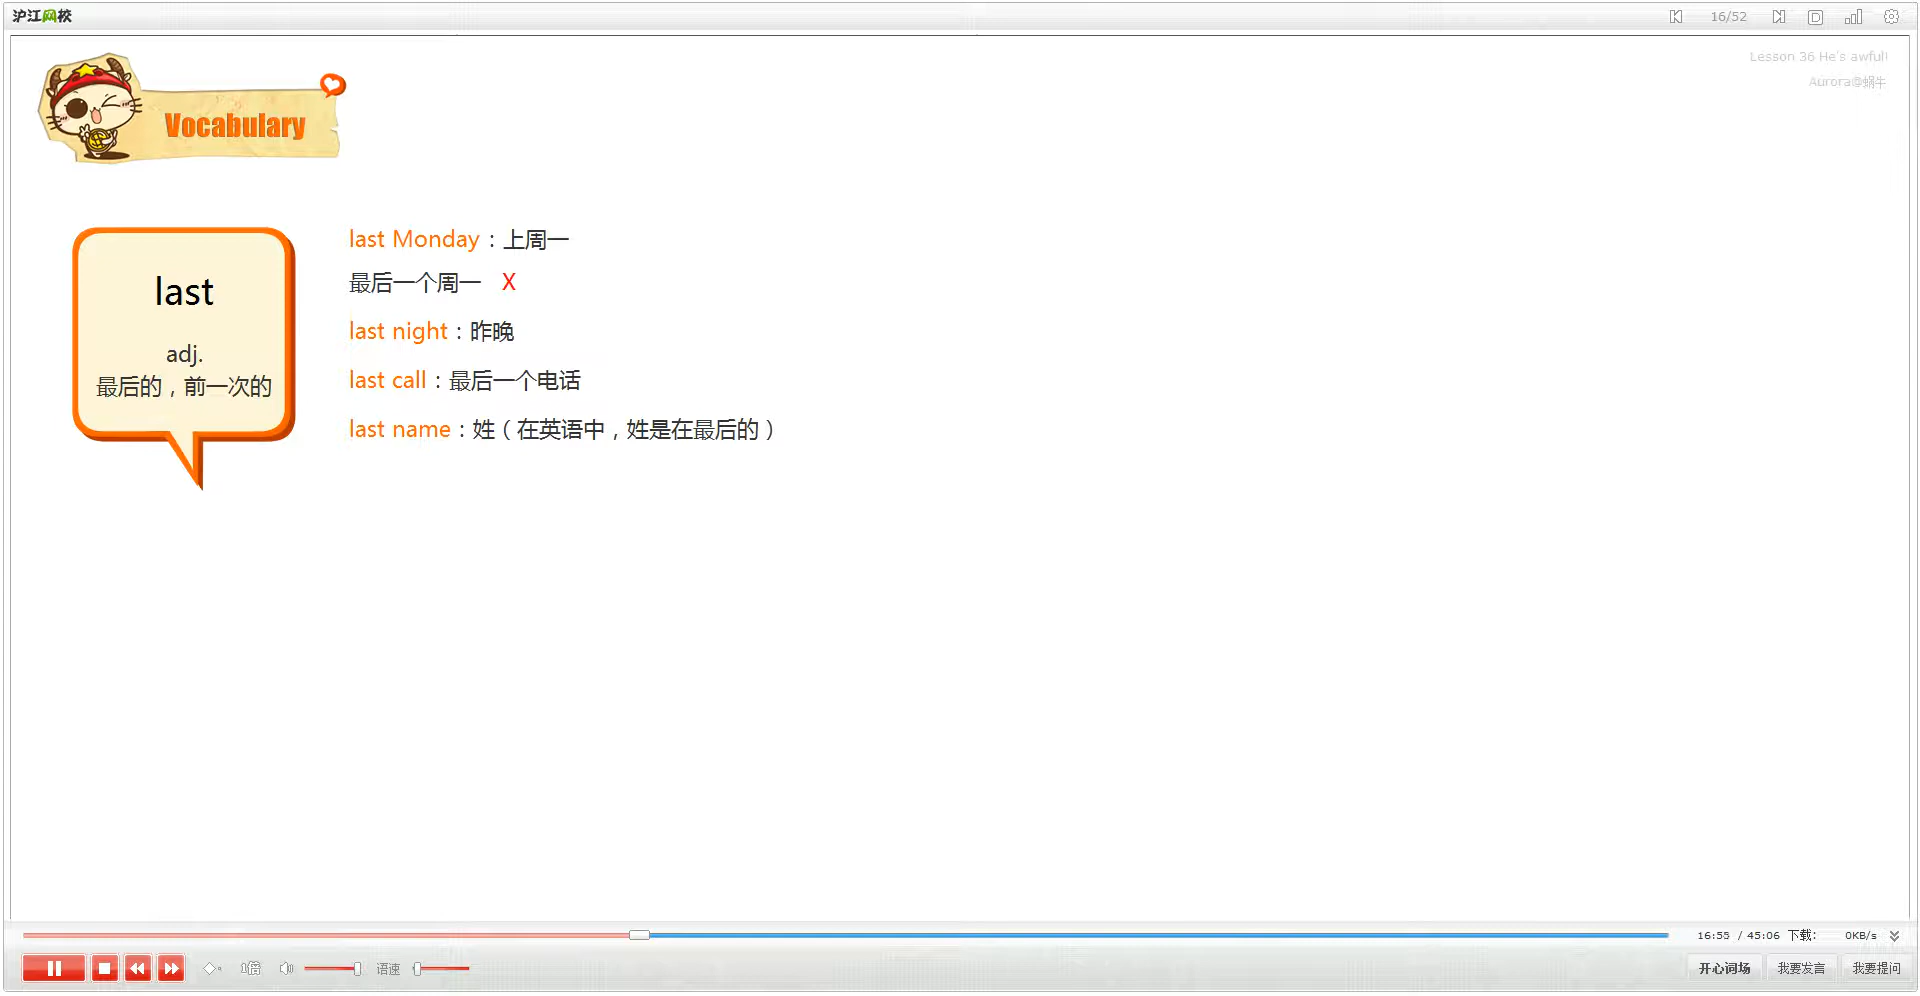 沪江网校
16/52
Lesson 36 He's awful!
Aurora@蜗牛
Vocabulary
last
adj.
最后的，前一次的
last Monday：上周一
最后一个周一 X
last night：昨晚
last call：最后一个电话
last name：姓（在英语中，姓是在最后的）
16:55 / 45:06 下载: 0KB/s
1倍
语速
开心词场 我要发言 我要提问